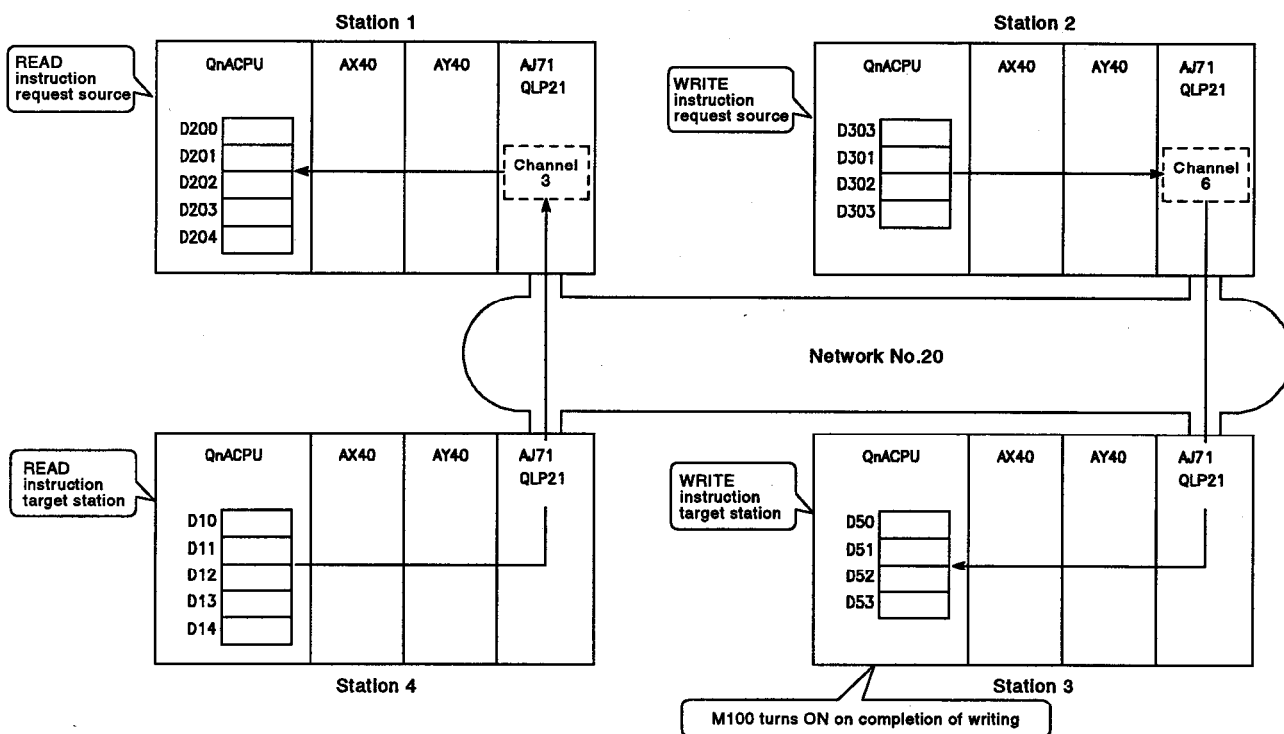 Station 1
READ
instruction
request source
QnACPU
AX40
AY40
AJ71
QLP21
D200
D201
D202
D203
D204
Channel
3
Station 2
WRITE
instruction
request source
QnACPU
AX40
AY40
AJ71
QLP21
D303
D301
D302
D303
Channel
6
Network No.20
READ
instruction
target station
QnACPU
AX40
AY40
AJ71
QLP21
D10
D11
D12
D13
D14
Station 4
WRITE
instruction
target station
QnACPU
AX40
AY40
AJ71
QLP21
D50
D51
D52
D53
Station 3
M100 turns ON on completion of writing